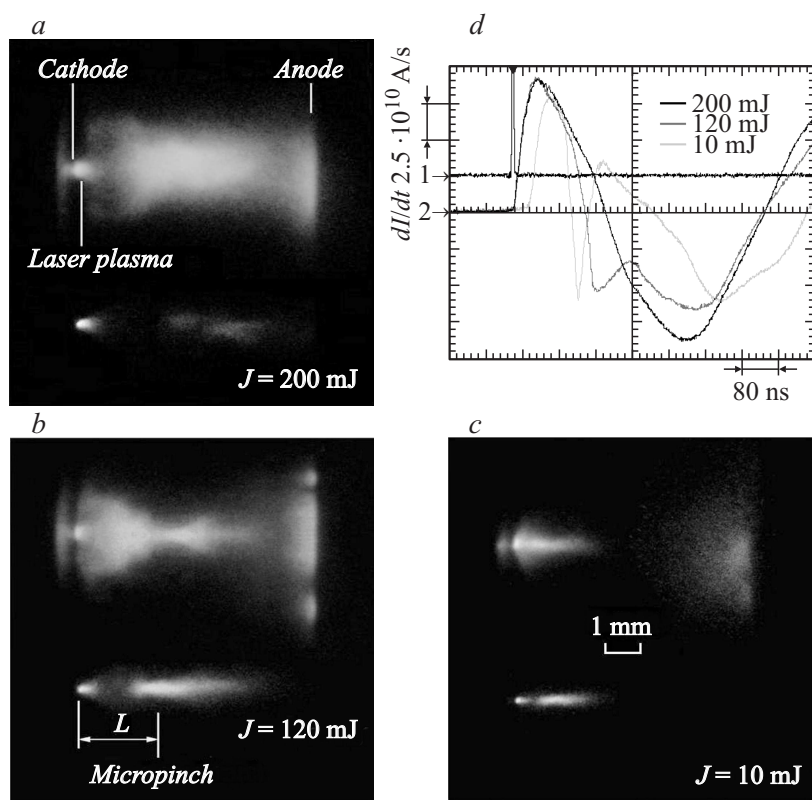 a
Cathode
Anode
Laser plasma
J = 200 mJ
d
dI/dt 2.5 · 10^10 A/s
200 mJ
120 mJ
10 mJ
1
2
80 ns
b
L
J = 120 mJ
Micropinch
c
1 mm
J = 10 mJ